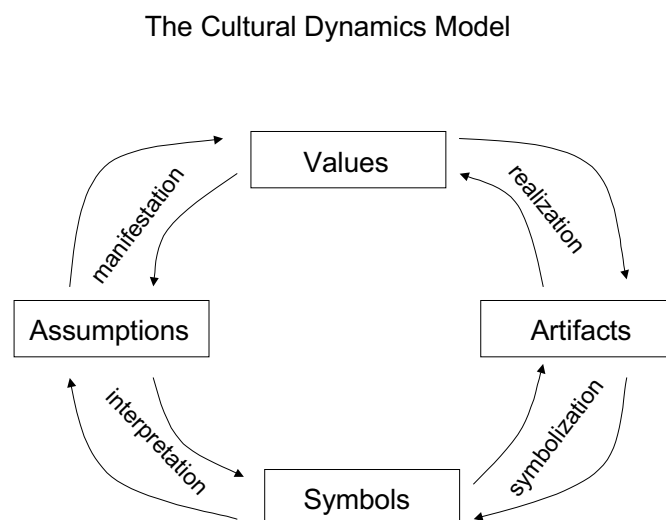 The Cultural Dynamics Model
Values
manifestation
realization
Assumptions
Artifacts
interpretation
symbolization
Symbols